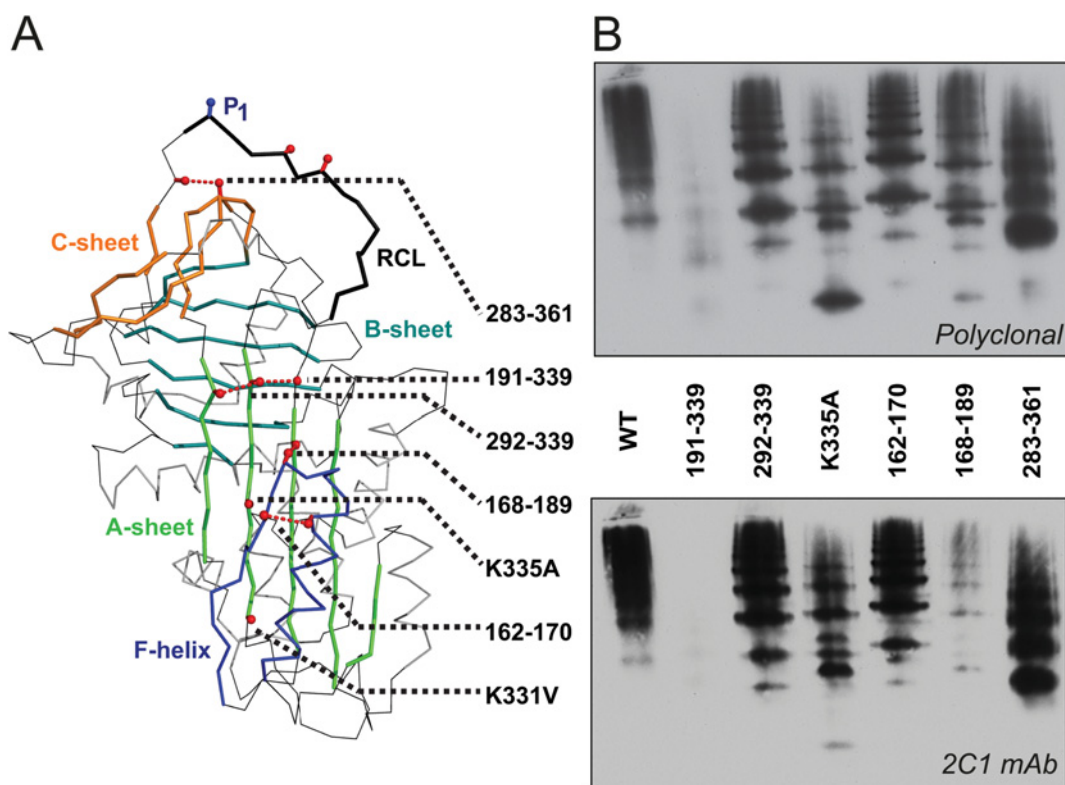 A
P1
C-sheet
RCL
B-sheet
283-361
191-339
292-339
A-sheet
168-189
K335A
162-170
F-helix
K331V
B
Polyclonal
WT
191-339
292-339
K335A
162-170
168-189
283-361
2C1 mAb